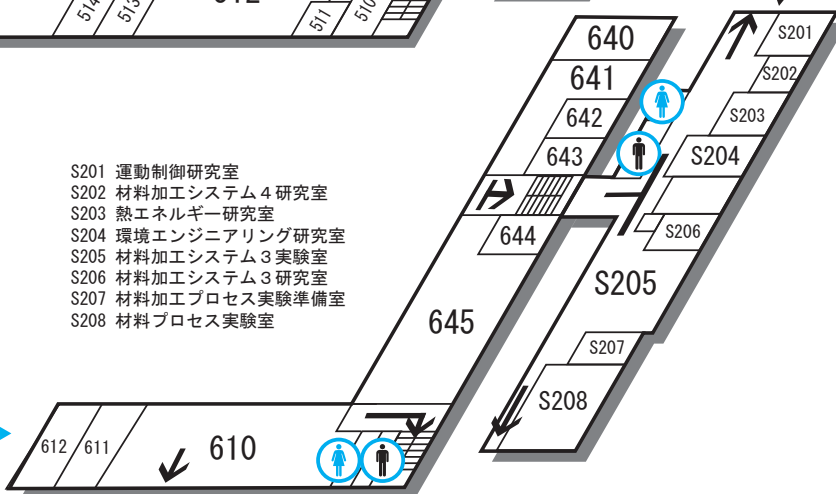 514
513
511
510
640
641
642
643
644
645
610
611
612
S201
S202
S203
S204
S206
S205
S207
S208
S201 運動制御研究室
S202 材料加工システム４研究室
S203 熱エネルギー研究室
S204 環境エンジニアリング研究室
S205 材料加工システム３実験室
S206 材料加工システム３研究室
S207 材料加工プロセス実験準備室
S208 材料プロセス実験室